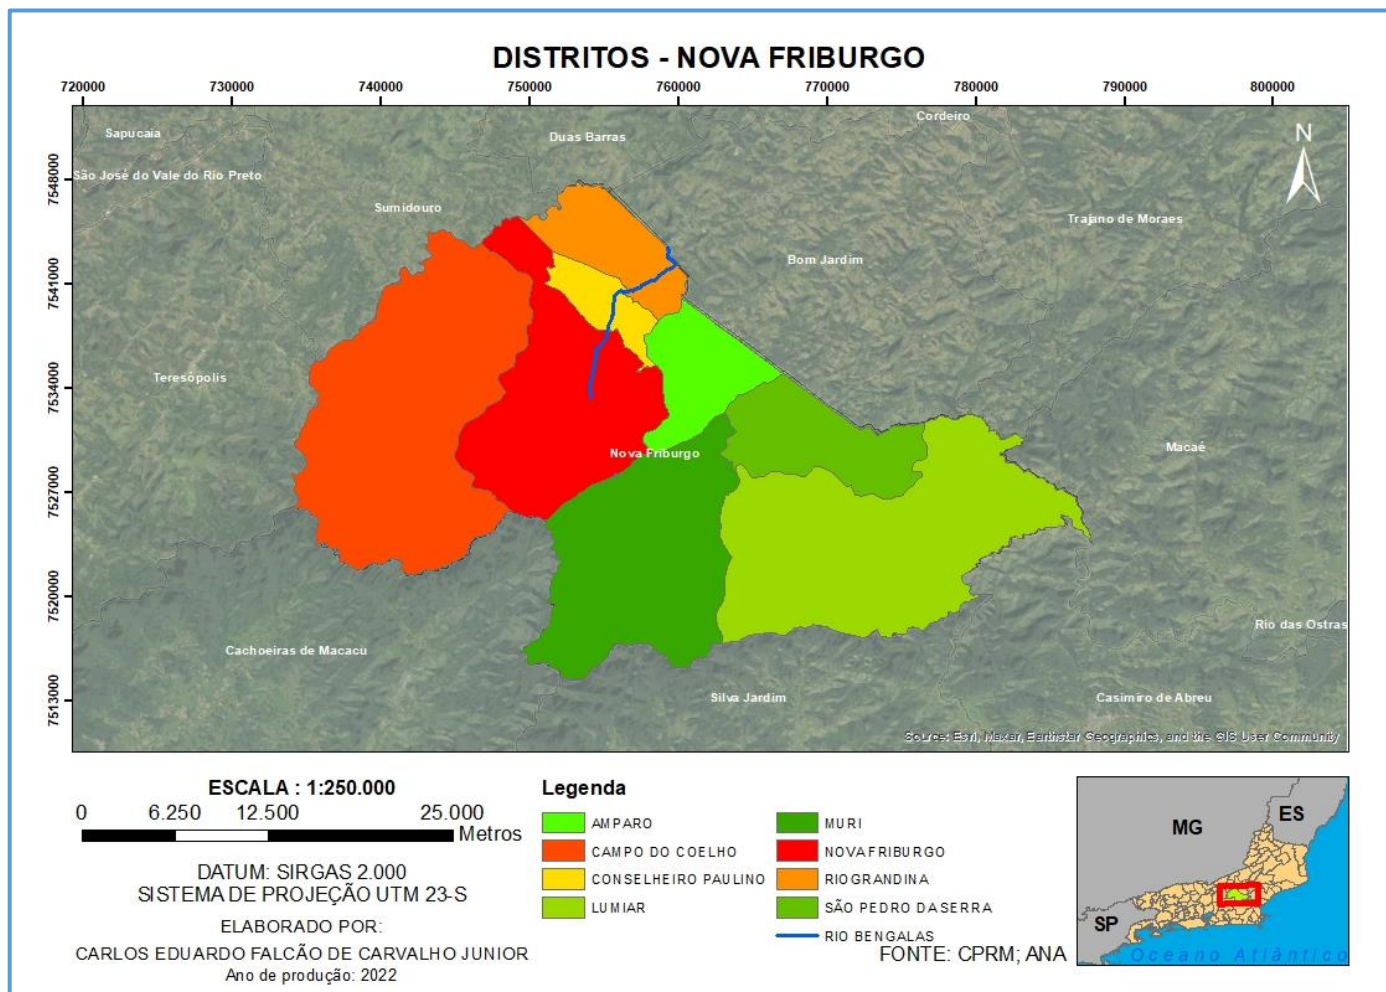 DISTRITOS - NOVA FRIBURGO
720000 730000 740000 750000 760000 770000 780000 790000 800000
7548000
7541000
7534000
7527000
7520000
7513000
N
Sapucaia
Duas Barras
Cordeiro
São José do Vale do Rio Preto
Sumidouro
Trajano de Moraes
Bom Jardim
Teresópolis
Nova Friburgo
Macaé
Rio das Ostras
Cachoeiras de Macacu
Silva Jardim
Casimiro de Abreu
Source: Esri, Maxar, Earthstar Geographics, and the GIS User Community
ESCALA : 1:250.000
0 6.250 12.500 25.000
Metros
DATUM: SIRGAS 2.000
SISTEMA DE PROJEÇÃO UTM 23-S
ELABORADO POR:
CARLOS EDUARDO FALCÃO DE CARVALHO JUNIOR
Ano de produção: 2022
Legenda
AMPARO
CAMPO DO COELHO
CONSELHEIRO PAULINO
LUMIAR
MURI
NOVA FRIBURGO
RIOGRANDINA
SÃO PEDRO DA SERRA
RIO BENGALAS
FONTE: CPRM; ANA
MG
ES
SP
Oceano Atlântico